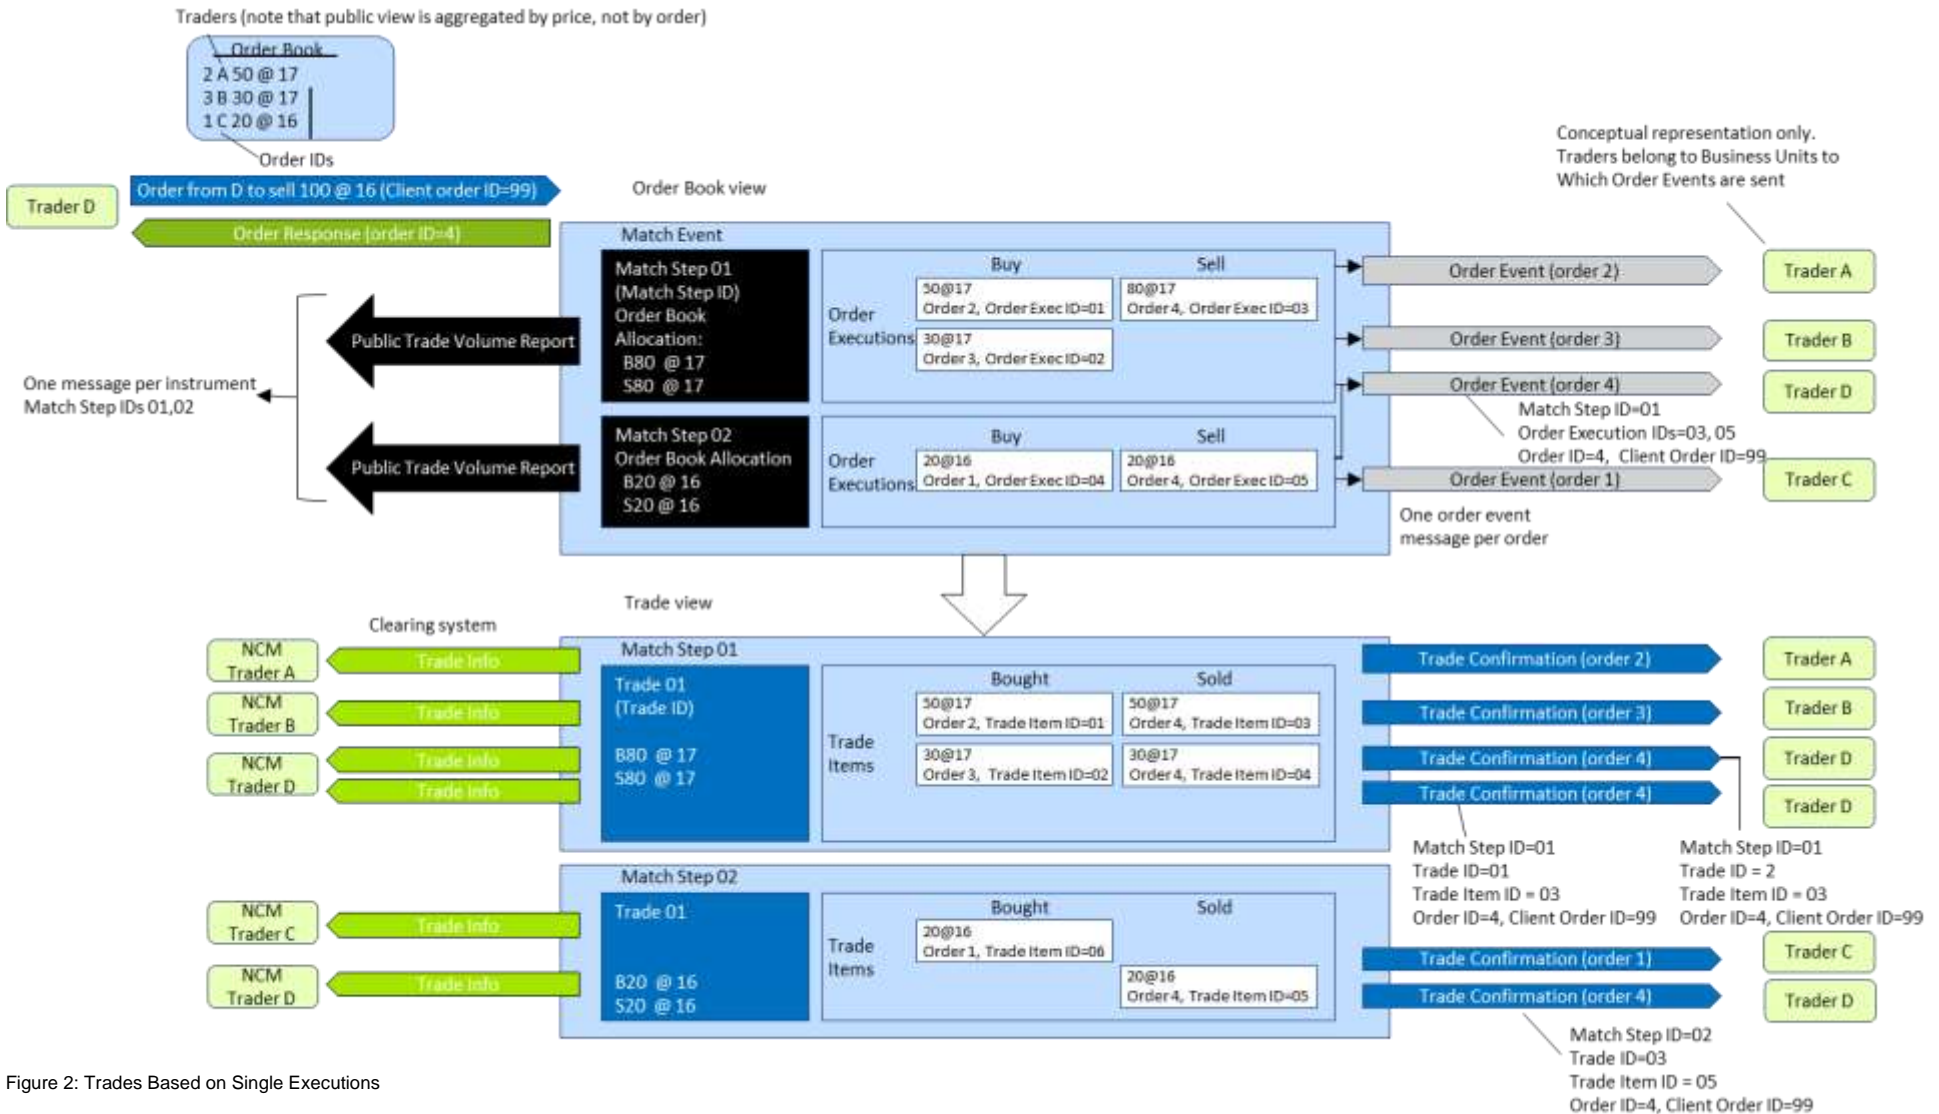 Traders (note that public view is aggregated by price, not by order)
Order Book
2 A 50 @ 17
3 B 30 @ 17
1 C 20 @ 16
Order IDs
Trader D
Order from D to sell 100 @ 16 (Client order ID=99)
Order Response (order ID=4)
Order Book view
Conceptual representation only.
Traders belong to Business Units to
Which Order Events are sent
Match Event
Match Step 01
(Match Step ID)
Order Book
Allocation:
B80 @ 17
S80 @ 17
Order
Executions
Buy
Sell
50@17
Order 2, Order Exec ID=01
80@17
Order 4, Order Exec ID=03
30@17
Order 3, Order Exec ID=02
Public Trade Volume Report
One message per instrument
Match Step IDs 01,02
Public Trade Volume Report
Match Step 02
Order Book Allocation
B20 @ 16
S20 @ 16
Order
Executions
Buy
Sell
20@16
Order 1, Order Exec ID=04
20@16
Order 4, Order Exec ID=05
Order Event (order 2)
Trader A
Order Event (order 3)
Trader B
Order Event (order 4)
Trader D
Match Step ID=01
Order Execution IDs=03, 05
Order ID=4, Client Order ID=99
Order Event (order 1)
Trader C
One order event
message per order
Trade view
Clearing system
NCM
Trader A
Trade Info
NCM
Trader B
Trade Info
NCM
Trader D
Trade Info
Trade Info
Match Step 01
Trade 01
(Trade ID)
B80 @ 17
S80 @ 17
Trade
Items
Bought
Sold
50@17
Order 2, Trade Item ID=01
50@17
Order 4, Trade Item ID=03
30@17
Order 3, Trade Item ID=02
30@17
Order 4, Trade Item ID=04
Trade Confirmation (order 2)
Trader A
Trade Confirmation (order 3)
Trader B
Trade Confirmation (order 4)
Trader D
Trade Confirmation (order 4)
Trader D
Match Step ID=01
Trade ID=01
Trade Item ID = 03
Order ID=4, Client Order ID=99
Match Step ID=01
Trade ID = 2
Trade Item ID = 03
Order ID=4, Client Order ID=99
NCM
Trader C
Trade Info
NCM
Trader D
Trade Info
Match Step 02
Trade 01
B20 @ 16
S20 @ 16
Trade
Items
Bought
Sold
20@16
Order 1, Trade Item ID=06
20@16
Order 4, Trade Item ID=05
Trade Confirmation (order 1)
Trader C
Trade Confirmation (order 4)
Trader D
Match Step ID=02
Trade ID=03
Trade Item ID = 05
Order ID=4, Client Order ID=99
Figure 2: Trades Based on Single Executions